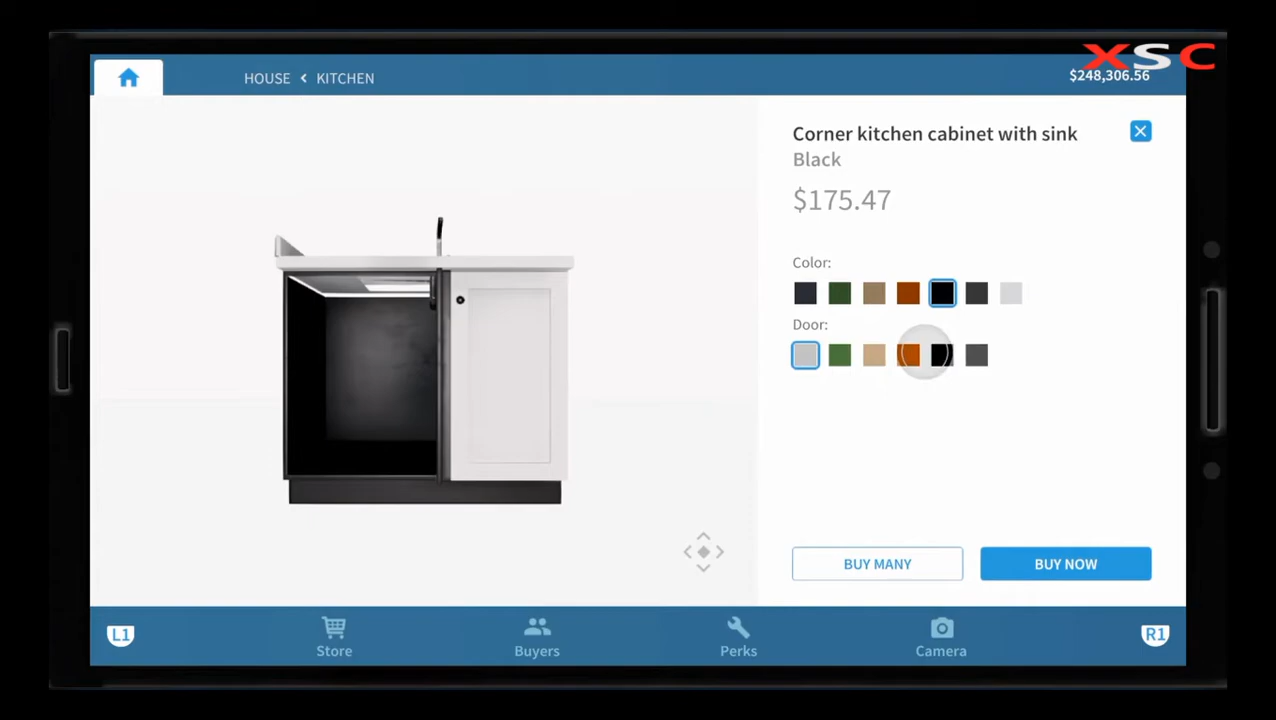 XSC
HOUSE < KITCHEN
$248,306.56
Corner kitchen cabinet with sink
Black
$175.47
Color:
Door:
BUY MANY
BUY NOW
L1
Store
Buyers
Perks
Camera
R1